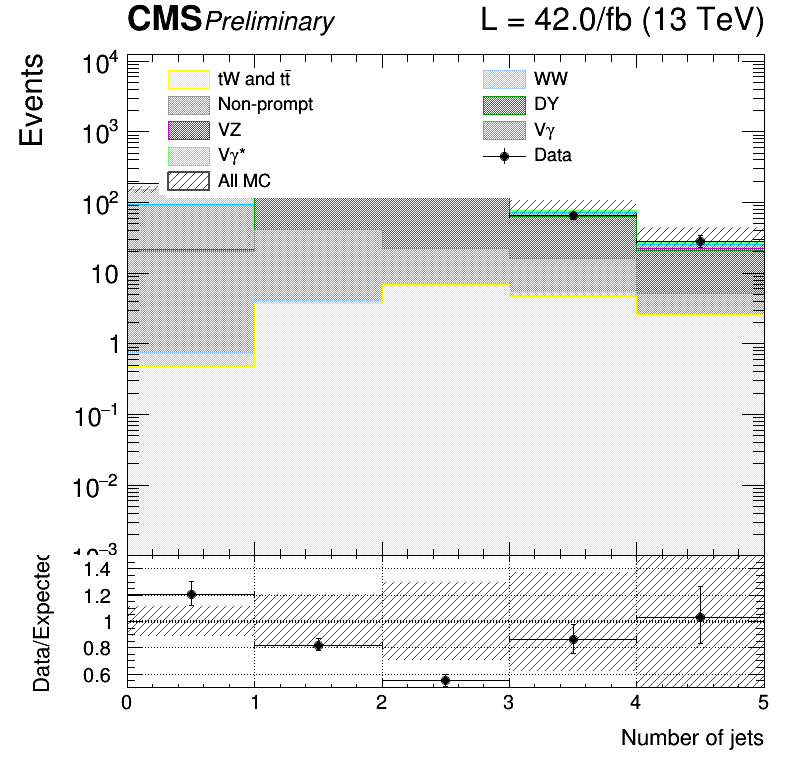 CMS Preliminary L = 42.0/fb (13 TeV)
Events
10⁴
10³
10²
10
1
10⁻¹
10⁻²
10⁻³
tW and tt̄
Non-prompt
VZ
Vγ*
All MC
WW
DY
Vγ
Data
Data/Expected
1.4
1.2
1
0.8
0.6
0 1 2 3 4 5
Number of jets